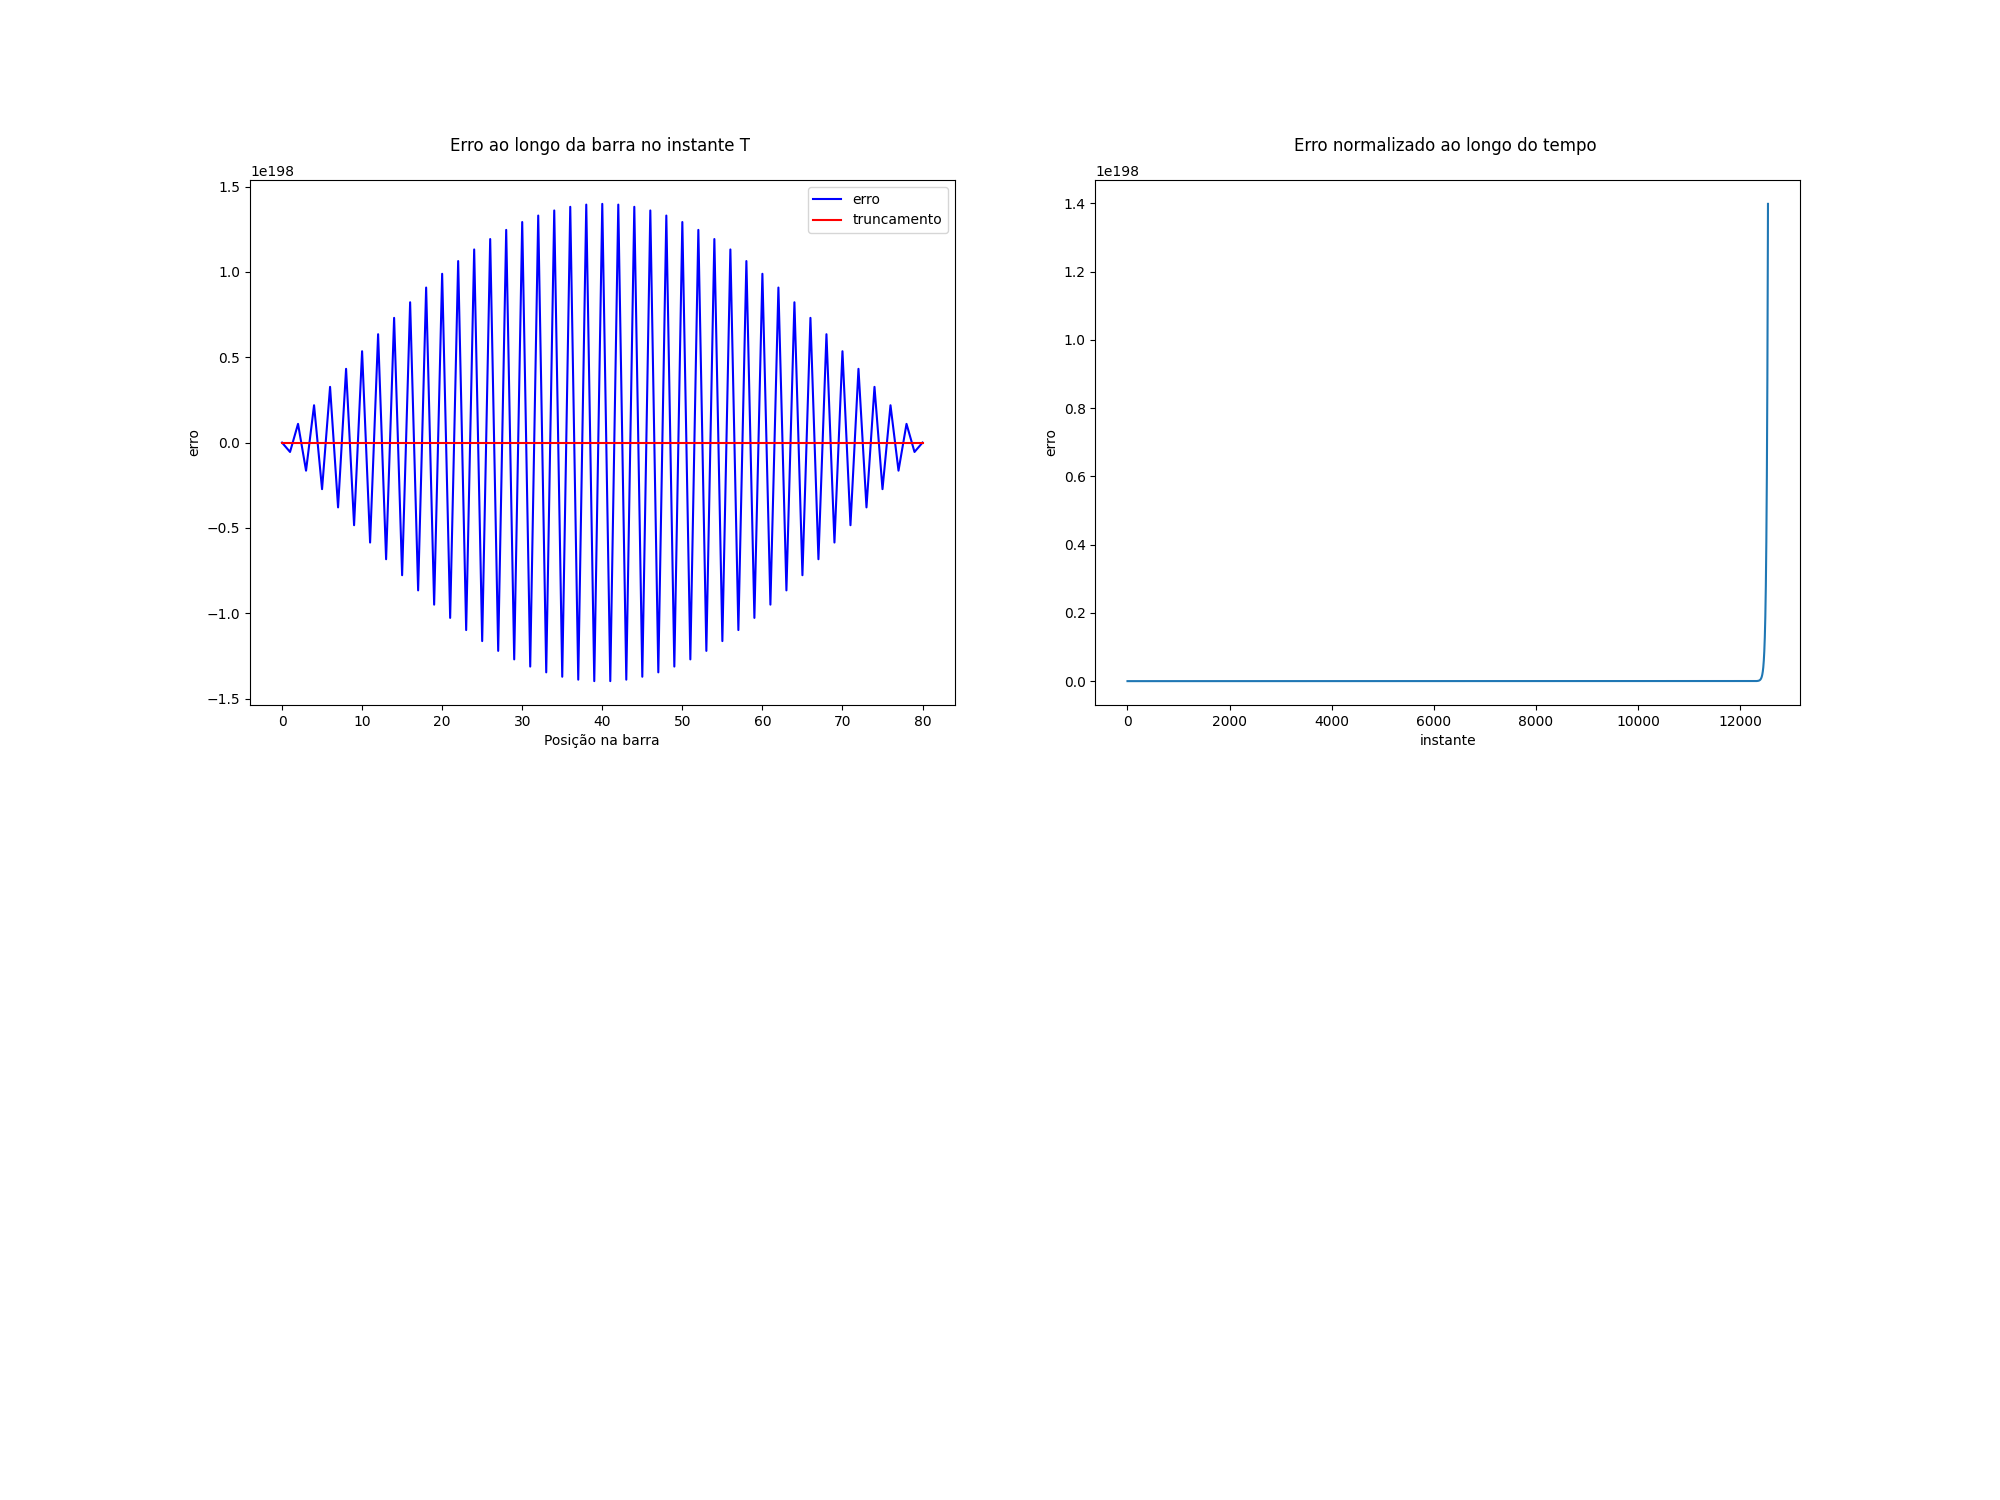 Erro ao longo da barra no instante T
1e198
1.5
1.0
0.5
0.0
−0.5
−1.0
−1.5
erro
erro
truncamento
0 10 20 30 40 50 60 70 80
Posição na barra
Erro normalizado ao longo do tempo
1e198
1.4
1.2
1.0
0.8
0.6
0.4
0.2
0.0
erro
0 2000 4000 6000 8000 10000 12000
instante